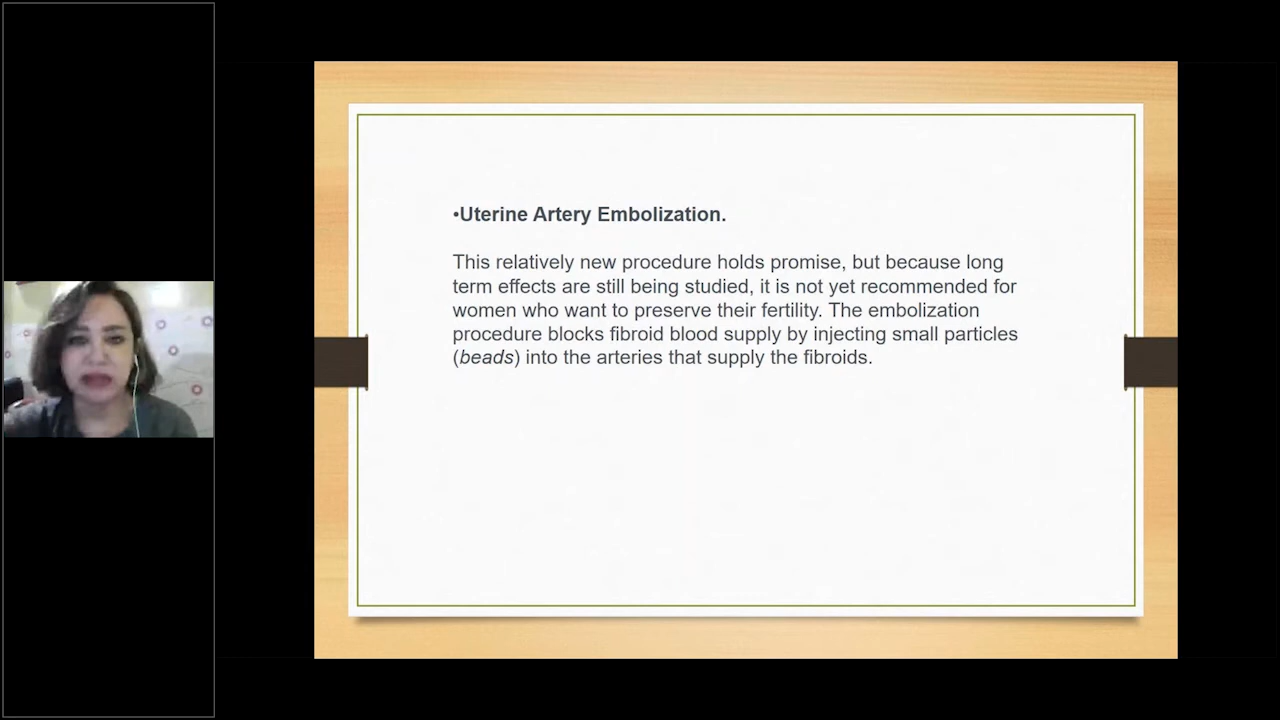 •Uterine Artery Embolization.
This relatively new procedure holds promise, but because long
term effects are still being studied, it is not yet recommended for
women who want to preserve their fertility. The embolization
procedure blocks fibroid blood supply by injecting small particles
(beads) into the arteries that supply the fibroids.